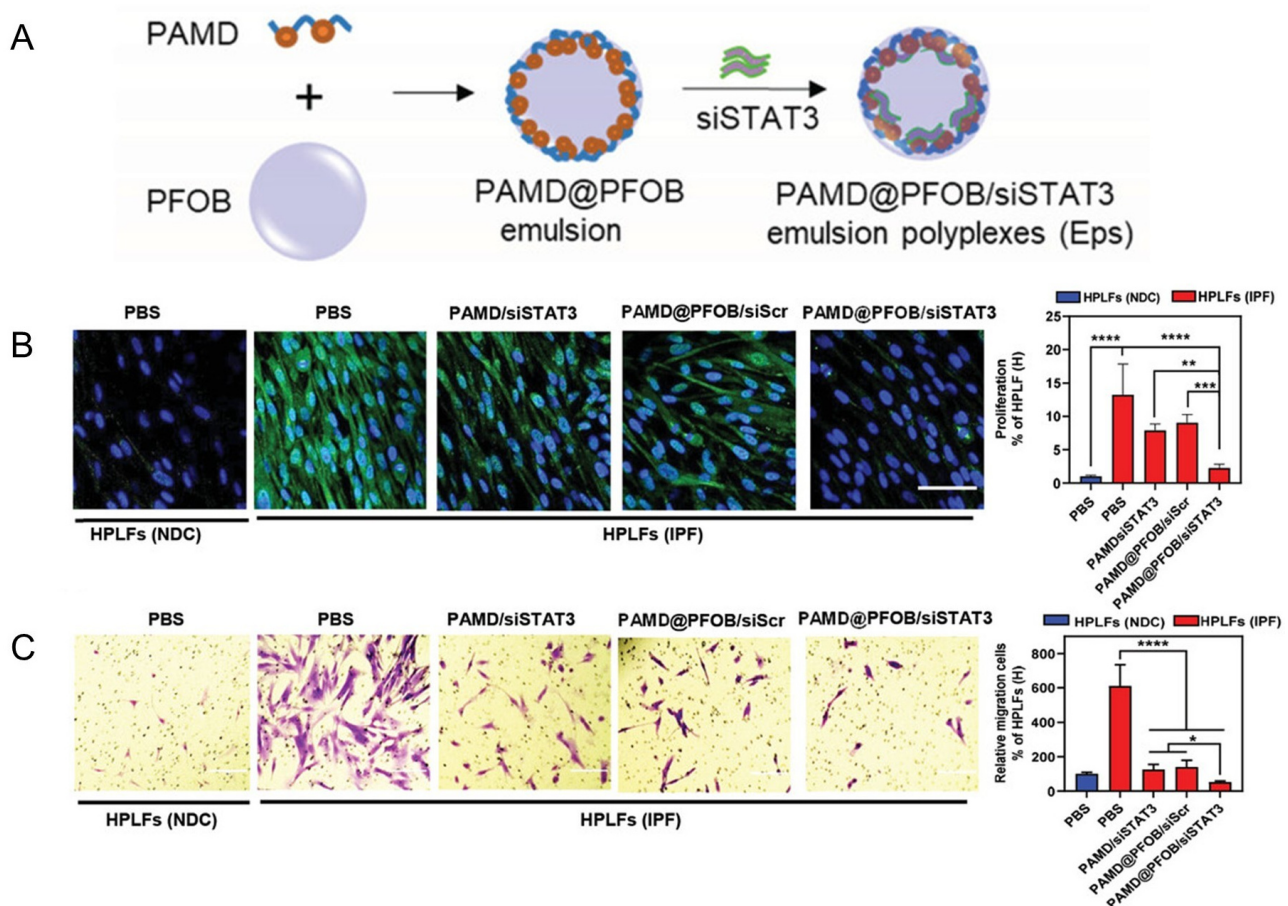 A
PAMD
+
PFOB
PAMD@PFOB
emulsion
siSTAT3
PAMD@PFOB/siSTAT3
emulsion polyplexes (Eps)
B
PBS
PBS
PAMD/siSTAT3
PAMD@PFOB/siScr
PAMD@PFOB/siSTAT3
HPLFs (NDC)
HPLFs (IPF)
HPLFs (NDC)
HPLFs (IPF)
Proliferation
% of HPLF (H)
25
20
15
10
5
0
****
****
**
***
PBS
PBS
PAMDsiSTAT3
PAMD@PFOB/siScr
PAMD@PFOB/siSTAT3
C
PBS
PBS
PAMD/siSTAT3
PAMD@PFOB/siScr
PAMD@PFOB/siSTAT3
HPLFs (NDC)
HPLFs (IPF)
HPLFs (NDC)
HPLFs (IPF)
Relative migration cells
% of HPLFs (H)
800
600
400
200
0
****
*
PBS
PBS
PAMD/siSTAT3
PAMD@PFOB/siScr
PAMD@PFOB/siSTAT3